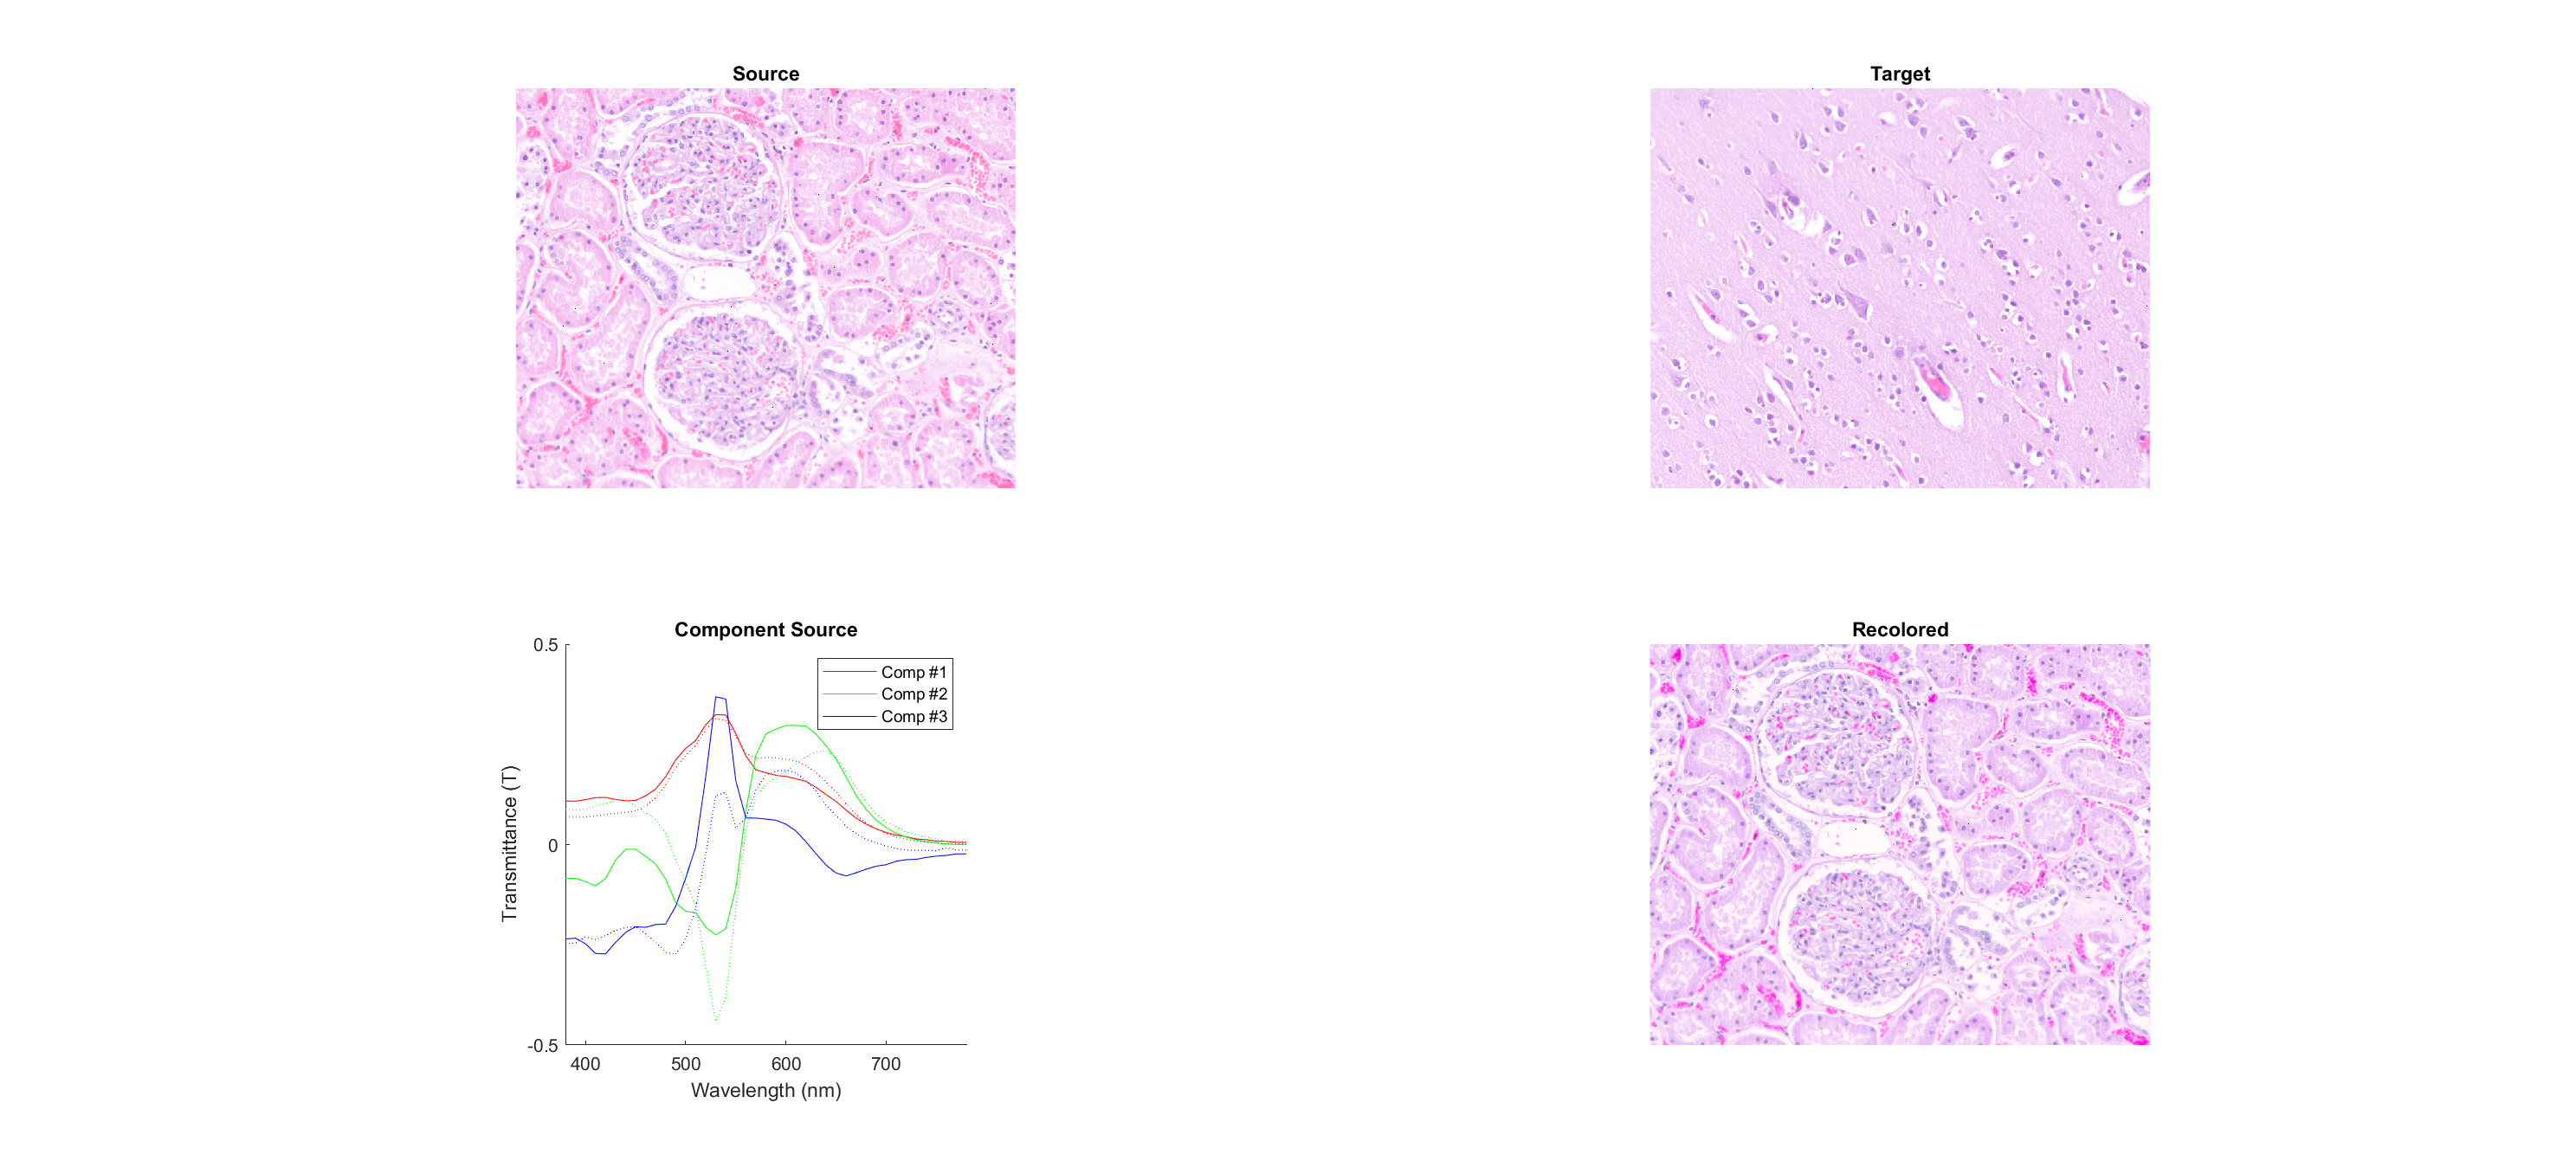 Source
Target
Component Source
0.5
0
-0.5
400 500 600 700
Wavelength (nm)
Transmittance (T)
Comp #1
Comp #2
Comp #3
Recolored